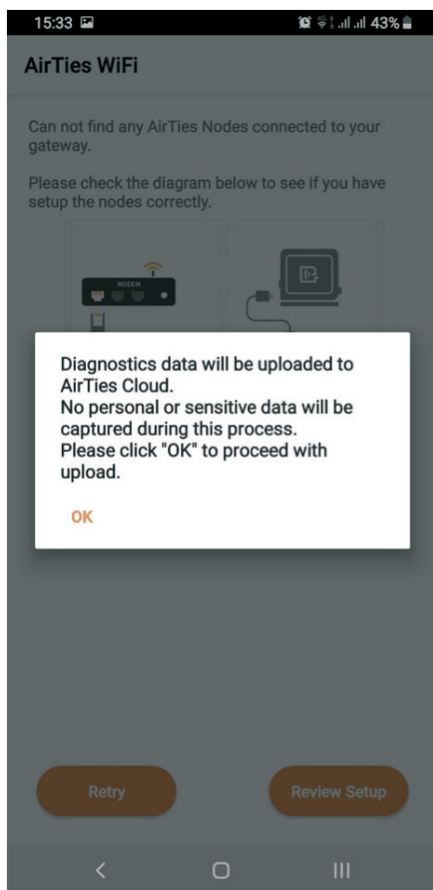 15:33
43%
AirTies WiFi
Can not find any AirTies Nodes connected to your
gateway.
Please check the diagram below to see if you have
setup the nodes correctly.
MODEM
Diagnostics data will be uploaded to
AirTies Cloud.
No personal or sensitive data will be
captured during this process.
Please click "OK" to proceed with
upload.
OK
Retry
Review Setup